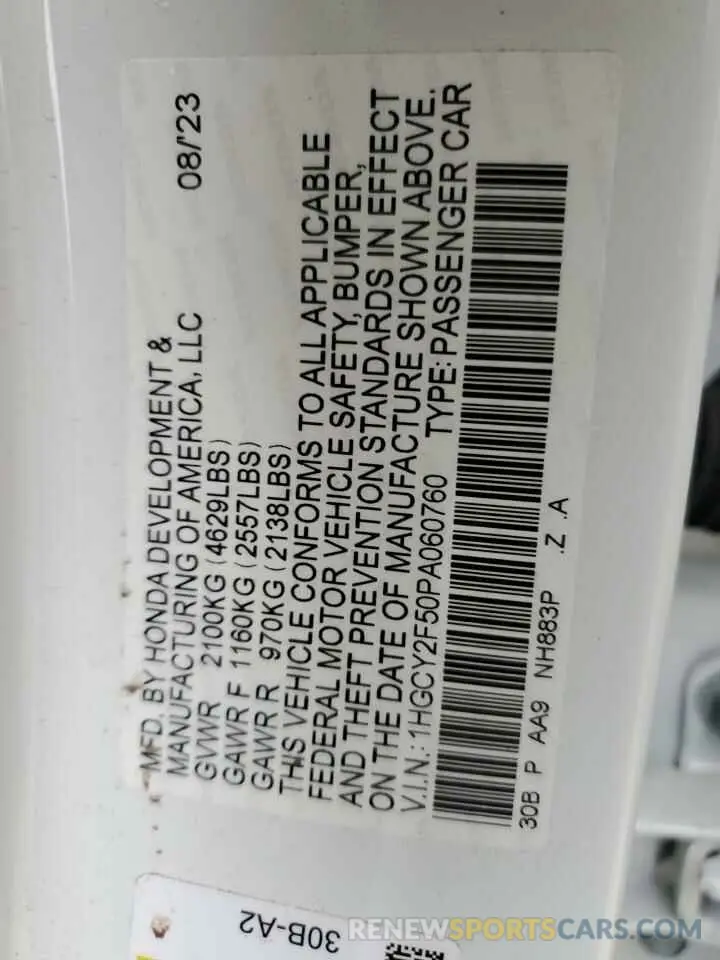 MFD. BY HONDA DEVELOPMENT &
MANUFACTURING OF AMERICA, LLC 08/'23
GVWR 2100KG (4629LBS)
GAWR F 1160KG (2557LBS)
GAWR R 970KG (2138LBS)
THIS VEHICLE CONFORMS TO ALL APPLICABLE
FEDERAL MOTOR VEHICLE SAFETY, BUMPER,
AND THEFT PREVENTION STANDARDS IN EFFECT
ON THE DATE OF MANUFACTURE SHOWN ABOVE.
V.I.N.: 1HGCY2F50PA060760 TYPE: PASSENGER CAR
30B P AA9 NH883P .Z .A
30B-A2
RENEWSPORTSCARS.COM